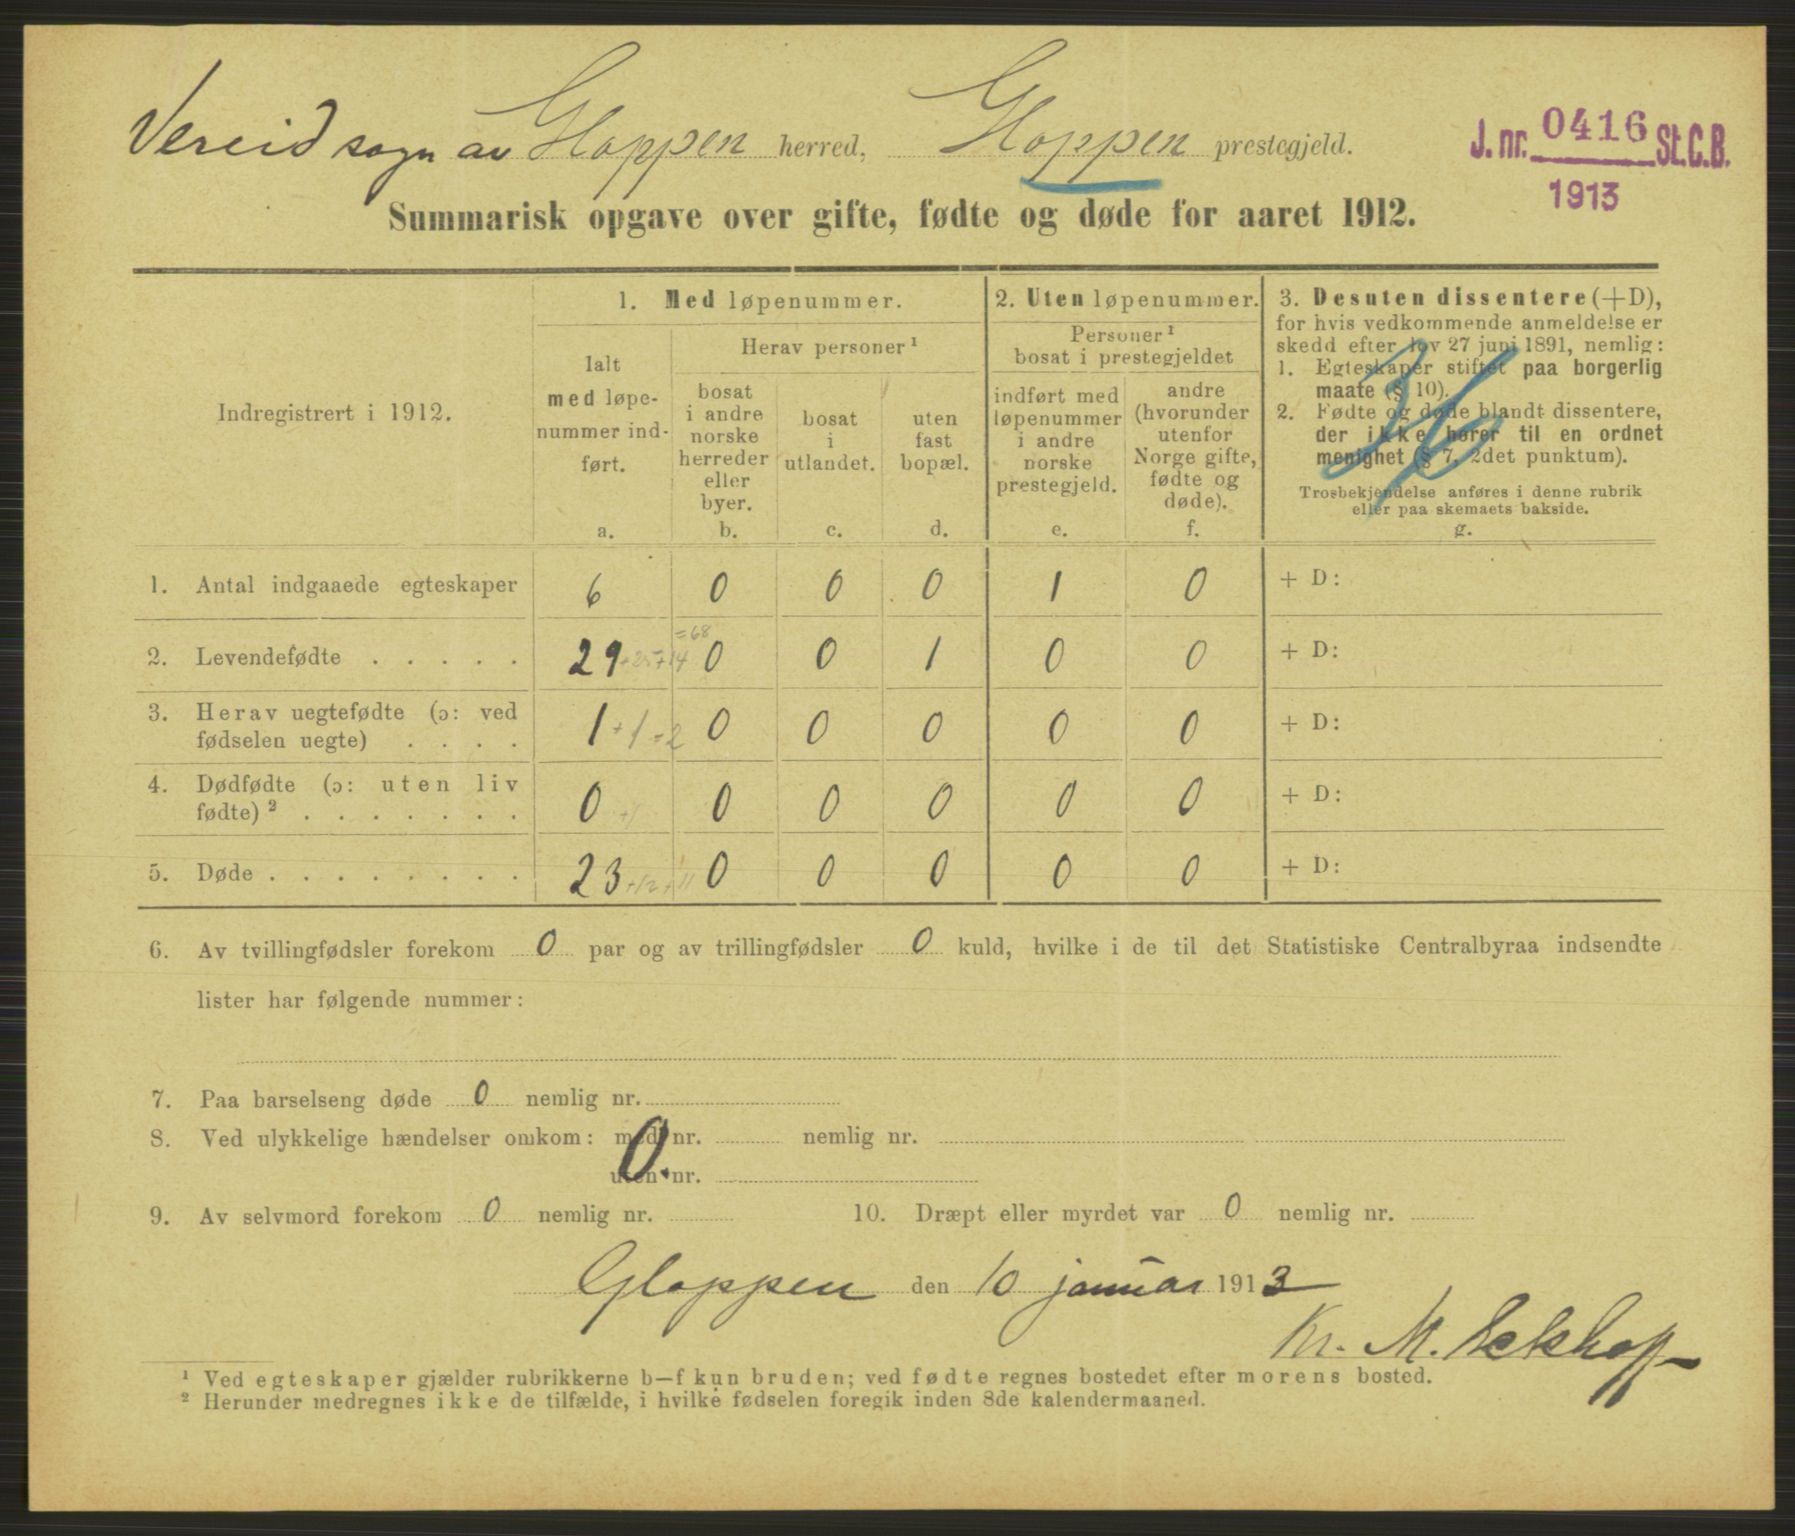 Vereid sogn av Gloppen herred, Gloppen prestegjeld.
J. nr. 0416 St. C. B.
1913
Summarisk opgave over gifte, fødte og døde for aaret 1912.
Indregistrert i 1912.
1. Med løpenummer.
Ialt
med løpe-
nummer ind-
ført.
a.
Herav personer¹
bosat
i andre
norske
herreder
eller
byer.
b.
bosat
i
utlandet.
c.
uten
fast
bopæl.
d.
2. Uten løpenummer.
Personer¹
bosat i prestegjeldet
indført med
løpenummer
i andre
norske
prestegjeld.
e.
andre
(hvorunder
utenfor
Norge gifte,
fødte og
døde).
f.
3. Desuten dissentere (+D),
for hvis vedkommende anmeldelse er
skedd efter lov 27 juni 1891, nemlig:
1. Egteskaper stiftet paa borgerlig
maate (§ 10).
2. Fødte og døde blandt dissentere,
der ikke hører til en ordnet
menighet (§ 7, 2det punktum).
Trosbekjendelse anføres i denne rubrik
eller paa skemaets bakside.
g.
1. Antal indgaaede egteskaper 6 0 0 0 1 0 + D:
2. Levendefødte . . . . . 29 +25+14 =68 0 0 1 0 0 + D:
3. Herav uegtefødte (ɔ: ved
fødselen uegte) . . . . 1 +1 =2 0 0 0 0 0 + D:
4. Dødfødte (ɔ: uten liv
fødte)² . . . . . . . 0 +1 0 0 0 0 0 + D:
5. Døde . . . . . . . . 23 +12+11 0 0 0 0 0 + D:
6. Av tvillingfødsler forekom 0 par og av trillingfødsler 0 kuld, hvilke i de til det Statistiske Centralbyraa indsendte
lister har følgende nummer:
7. Paa barselseng døde 0 nemlig nr.
8. Ved ulykkelige hændelser omkom: med nr. nemlig nr.
0.
uten nr.
9. Av selvmord forekom 0 nemlig nr. 10. Dræpt eller myrdet var 0 nemlig nr.
Gloppen den 10 januar 1913
Kr. M. Eckhoff
¹ Ved egteskaper gjælder rubrikkerne b—f kun bruden; ved fødte regnes bostedet efter morens bosted.
² Herunder medregnes ikke de tilfælde, i hvilke fødselen foregik inden 8de kalendermaaned.